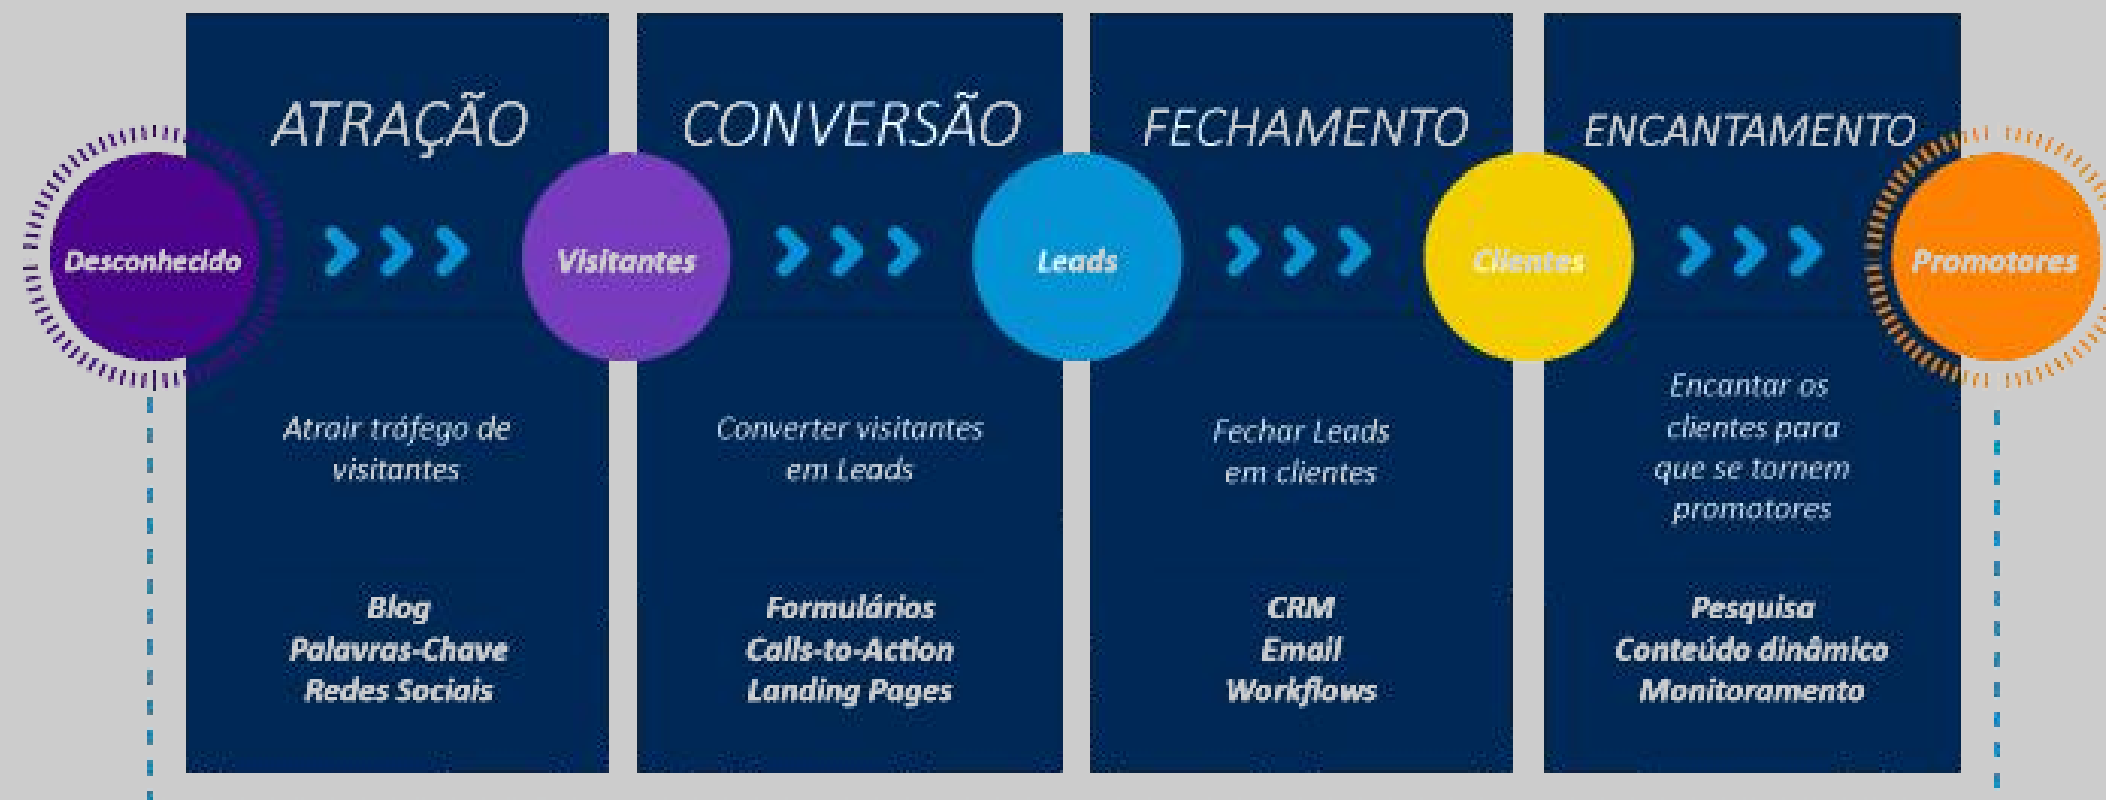 ATRAÇÃO
CONVERSÃO
FECHAMENTO
ENCANTAMENTO
Desconhecido
Visitantes
Leads
Clientes
Promotores
Atrair tráfego de
visitantes
Converter visitantes
em Leads
Fechar Leads
em clientes
Encantar os
clientes para
que se tornem
promotores
Blog
Palavras-Chave
Redes Sociais
Formulários
Calls-to-Action
Landing Pages
CRM
Email
Workflows
Pesquisa
Conteúdo dinâmico
Monitoramento